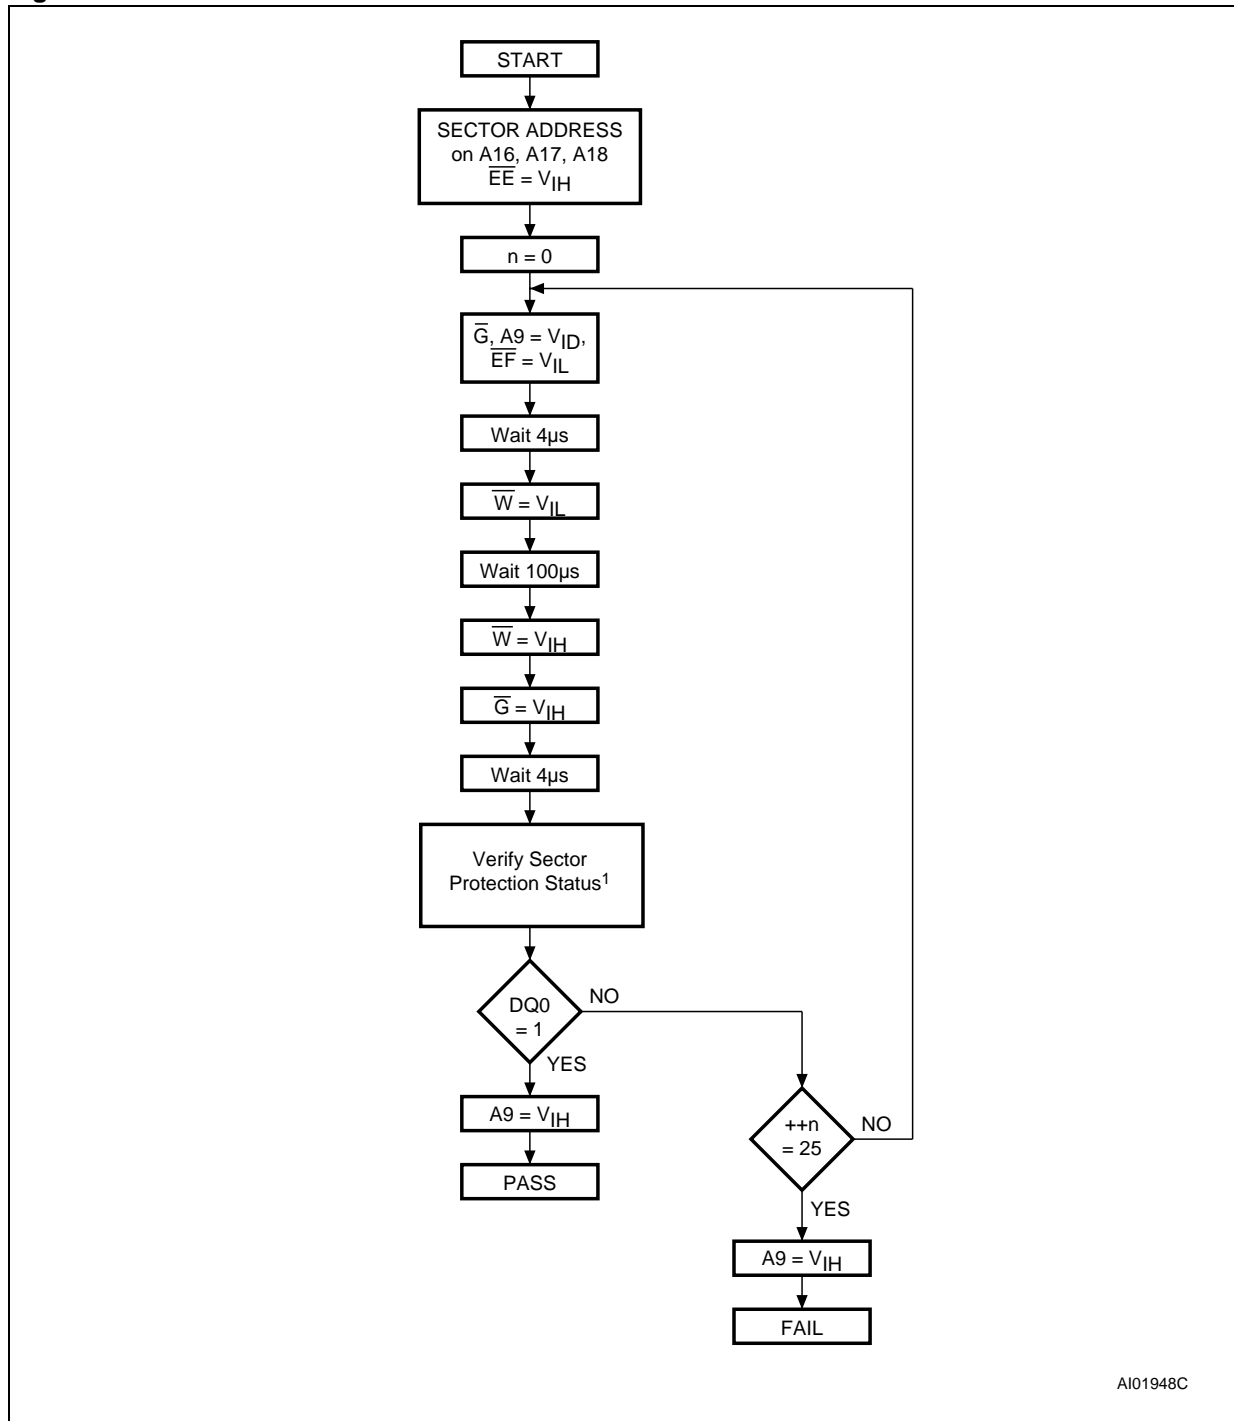 START
SECTOR ADDRESS
on A16, A17, A18
E̅E̅ = VIH
n = 0
G̅, A9 = VID,
E̅F̅ = VIL
Wait 4µs
W̅ = VIL
Wait 100µs
W̅ = VIH
G̅ = VIH
Wait 4µs
Verify Sector
Protection Status1
DQ0
= 1
NO
YES
A9 = VIH
PASS
++n
= 25
NO
YES
A9 = VIH
FAIL
AI01948C